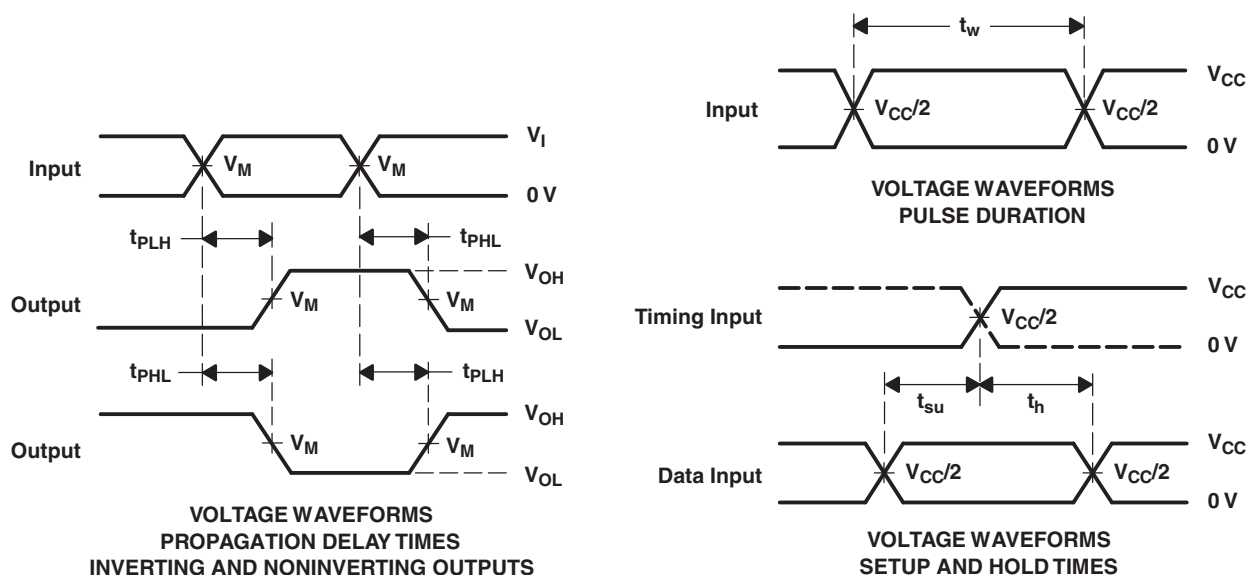 V_I
Input V_M V_M
0 V
t_PLH t_PHL
V_OH
Output V_M V_M
V_OL
t_PHL t_PLH
V_OH
Output V_M V_M
V_OL
VOLTAGE WAVEFORMS
PROPAGATION DELAY TIMES
INVERTING AND NONINVERTING OUTPUTS
t_w
V_CC
Input V_CC/2 V_CC/2
0 V
VOLTAGE WAVEFORMS
PULSE DURATION
V_CC
Timing Input V_CC/2
0 V
t_su t_h
V_CC
Data Input V_CC/2 V_CC/2
0 V
VOLTAGE WAVEFORMS
SETUP AND HOLD TIMES